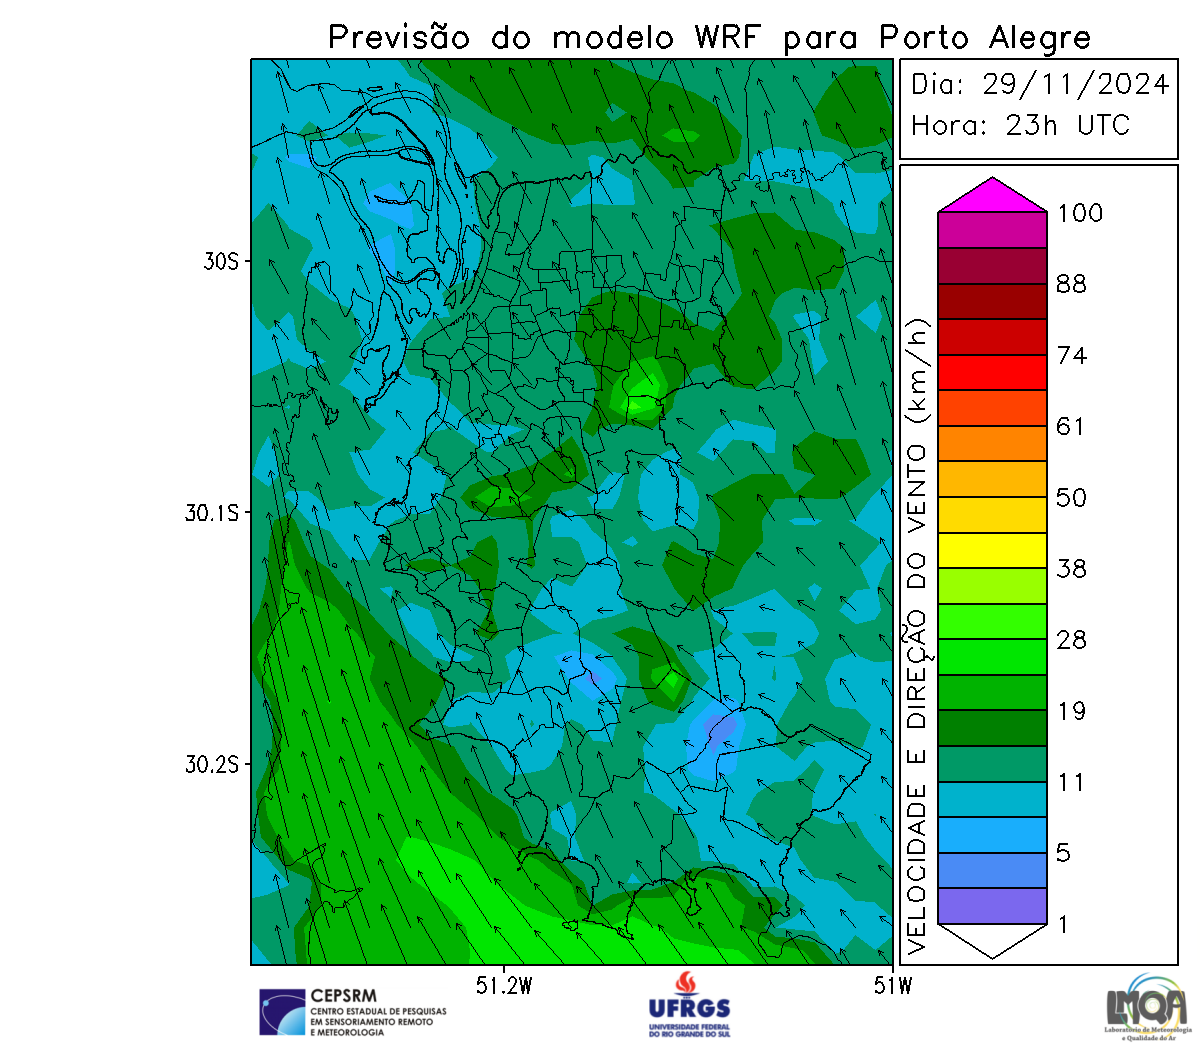 Previsão do modelo WRF para Porto Alegre
Dia: 29/11/2024
Hora: 23h UTC
30S
30.1S
30.2S
51.2W
51W
VELOCIDADE E DIREÇÃO DO VENTO (km/h)
100
88
74
61
50
38
28
19
11
5
1
CEPSRM
CENTRO ESTADUAL DE PESQUISAS
EM SENSORIAMENTO REMOTO
E METEOROLOGIA
UFRGS
UNIVERSIDADE FEDERAL
DO RIO GRANDE DO SUL
LMQA
Laboratório de Meteorologia
e Qualidade do Ar